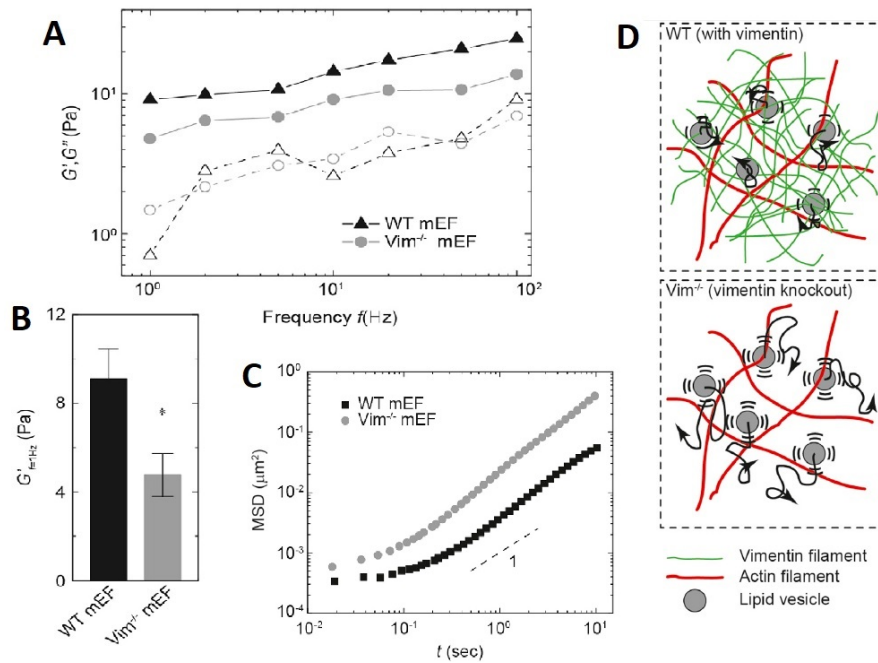 A
G′,G″ (Pa)
10¹
10⁰
WT mEF
Vim⁻/⁻ mEF
10⁰ 10¹ 10²
Frequency f(Hz)
B
G′f=1Hz (Pa)
12
9
6
4
0
*
WT mEF
Vim⁻/⁻ mEF
C
MSD (μm²)
10⁰
10⁻¹
10⁻²
10⁻³
10⁻⁴
WT mEF
Vim⁻/⁻ mEF
1
10⁻² 10⁻¹ 10⁰ 10¹
t (sec)
D
WT (with vimentin)
Vim⁻/⁻ (vimentin knockout)
Vimentin filament
Actin filament
Lipid vesicle